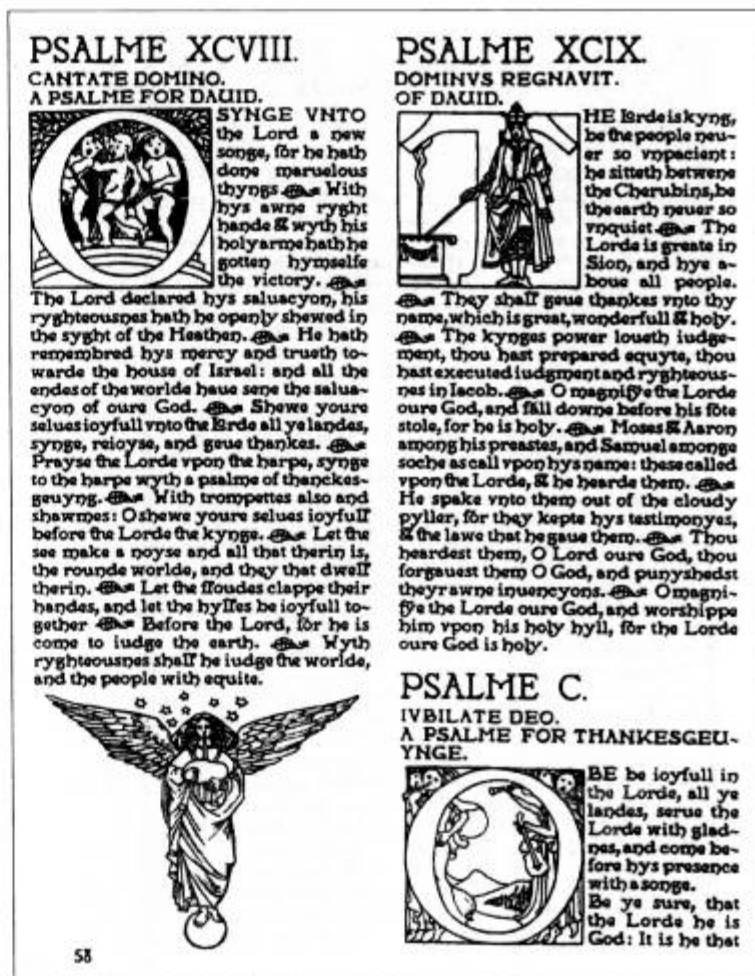 PSALME XCVIII.
CANTATE DOMINO.
A PSALME FOR DAUID.
O SYNGE VNTO
the Lord a new
songe, for he hath
done maruelous
thyngs With
hys awne ryght
hande & wyth his
holy arme hath he
gotten hymselfe
the victory.
The Lord declared hys saluacyon, his
ryghteousnes hath he openly shewed in
the syght of the Heathen. He hath
remembred hys mercy and trueth to-
warde the house of Israel: and all the
endes of the worlde haue sene the salua-
cyon of oure God. Shewe youre
selues ioyfull vnto the Lorde all ye landes,
synge, reioyse, and geue thankes.
Prayse the Lorde vpon the harpe, synge
to the harpe wyth a psalme of thanckes-
geuyng. With trompettes also and
shawmes: O shewe youre selues ioyfull
before the Lorde the kynge. Let the
see make a noyse and all that therin is,
the rounde worlde, and they that dwell
therin. Let the floudes clappe their
handes, and let the hylles be ioyfull to-
gether Before the Lord, for he is
come to iudge the earth. Wyth
ryghteousnes shall he iudge the worlde,
and the people with equite.
58
PSALME XCIX.
DOMINVS REGNAVIT.
OF DAUID.
THE Lorde is kyng,
be the people neu-
er so vnpacient:
he sitteth betwene
the Cherubins, be
the earth neuer so
vnquiet. The
Lorde is greate in
Sion, and hye a-
boue all people.
They shall geue thankes vnto thy
name, which is great, wonderfull & holy.
The kynges power loueth iudge-
ment, thou hast prepared equyte, thou
hast executed iudgment and ryghteous-
nes in Iacob. O magnifye the Lorde
oure God, and fall downe before his fote
stole, for he is holy. Moses & Aaron
among his preastes, and Samuel amonge
soche as call vpon hys name: these called
vpon the Lorde, & he hearde them.
He spake vnto them out of the cloudy
pyller, for they kepte hys testimonyes,
& the lawe that he gaue them. Thou
heardest them, O Lord oure God, thou
forgauest them O God, and punyshedst
theyr awne inuencyons. O magni-
fye the Lorde oure God, and worshippe
him vpon his holy hyll, for the Lorde
oure God is holy.
PSALME C.
IVBILATE DEO.
A PSALME FOR THANKESGEU-
YNGE.
O BE be ioyfull in
the Lorde, all ye
landes, serue the
Lorde with glad-
nes, and come be-
fore hys presence
with a songe.
Be ye sure, that
the Lorde he is
God: It is he that